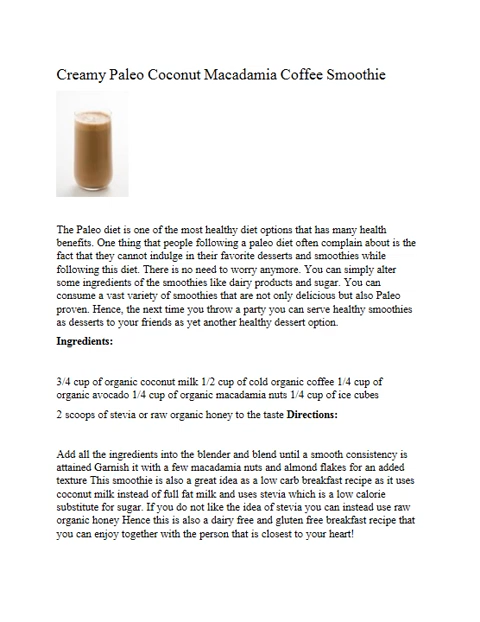 Creamy Paleo Coconut Macadamia Coffee Smoothie
The Paleo diet is one of the most healthy diet options that has many health
benefits. One thing that people following a paleo diet often complain about is the
fact that they cannot indulge in their favorite desserts and smoothies while
following this diet. There is no need to worry anymore. You can simply alter
some ingredients of the smoothies like dairy products and sugar. You can
consume a vast variety of smoothies that are not only delicious but also Paleo
proven. Hence, the next time you throw a party you can serve healthy smoothies
as desserts to your friends as yet another healthy dessert option.
Ingredients:
3/4 cup of organic coconut milk 1/2 cup of cold organic coffee 1/4 cup of
organic avocado 1/4 cup of organic macadamia nuts 1/4 cup of ice cubes
2 scoops of stevia or raw organic honey to the taste Directions:
Add all the ingredients into the blender and blend until a smooth consistency is
attained Garnish it with a few macadamia nuts and almond flakes for an added
texture This smoothie is also a great idea as a low carb breakfast recipe as it uses
coconut milk instead of full fat milk and uses stevia which is a low calorie
substitute for sugar. If you do not like the idea of stevia you can instead use raw
organic honey Hence this is also a dairy free and gluten free breakfast recipe that
you can enjoy together with the person that is closest to your heart!